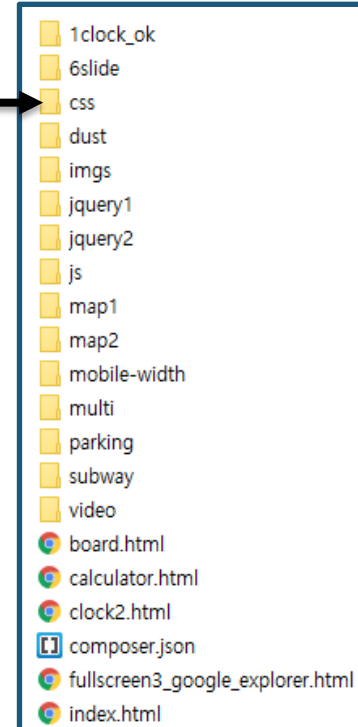 1clock_ok
6slide
css
dust
imgs
jquery1
jquery2
js
map1
map2
mobile-width
multi
parking
subway
video
board.html
calculator.html
clock2.html
composer.json
fullscreen3_google_explorer.html
index.html